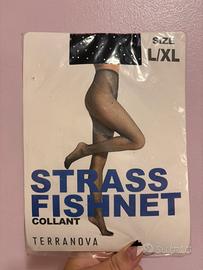 SIZE
L/XL
STRASS
FISHNET
COLLANT
TERRANOVA